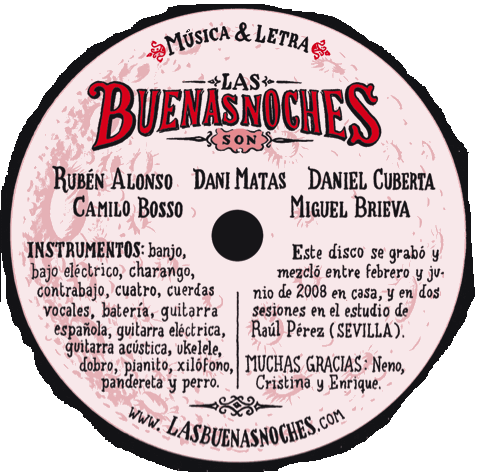 MÚSICA & LETRA
LAS
BUENASNOCHES
SON
RUBÉN ALONSO DANI MATAS DANIEL CUBERTA
CAMILO BOSSO MIGUEL BRIEVA
INSTRUMENTOS: banjo,
bajo eléctrico, charango,
contrabajo, cuatro, cuerdas
vocales, batería, guitarra
española, guitarra eléctrica,
guitarra acústica, ukelele,
dobro, pianito, xilófono,
pandereta y perro.
Este disco se grabó y
mezcló entre febrero y ju-
nio de 2008 en casa, y en dos
sesiones en el estudio de
Raúl Pérez (SEVILLA).
MUCHAS GRACIAS: Neno,
Cristina y Enrique.
www.LASBUENASNOCHES.com